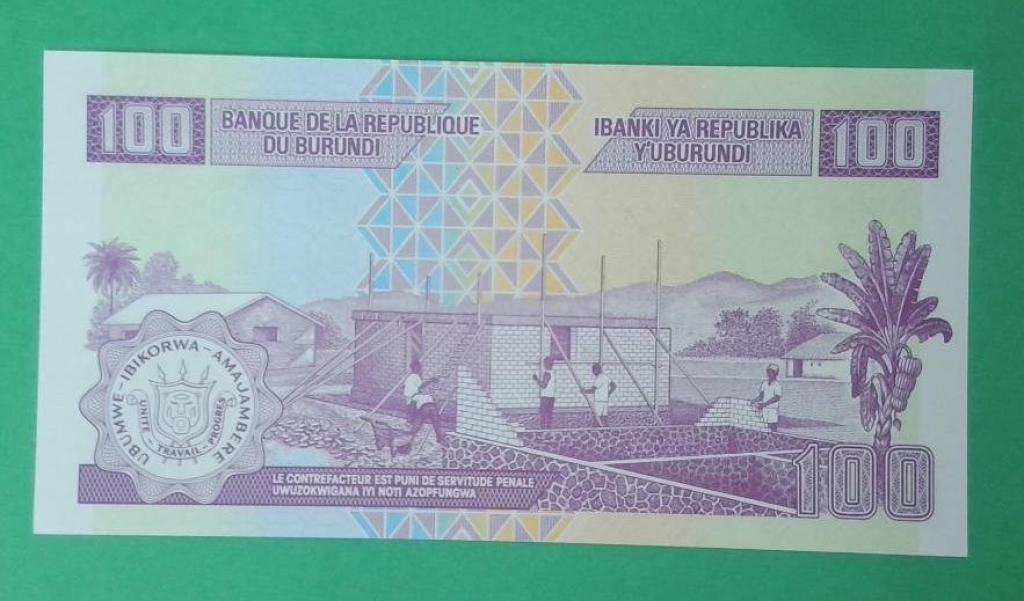 100
BANQUE DE LA REPUBLIQUE
DU BURUNDI
IBANKI YA REPUBLIKA
Y'UBURUNDI
100
UBUMWE-IBIKORWA-AMAJAMBERE
UNITE - TRAVAIL - PROGRES
LE CONTREFACTEUR EST PUNI DE SERVITUDE PENALE
UWUZOKWIGANA IYI NOTI AZOPFUNGWA
100